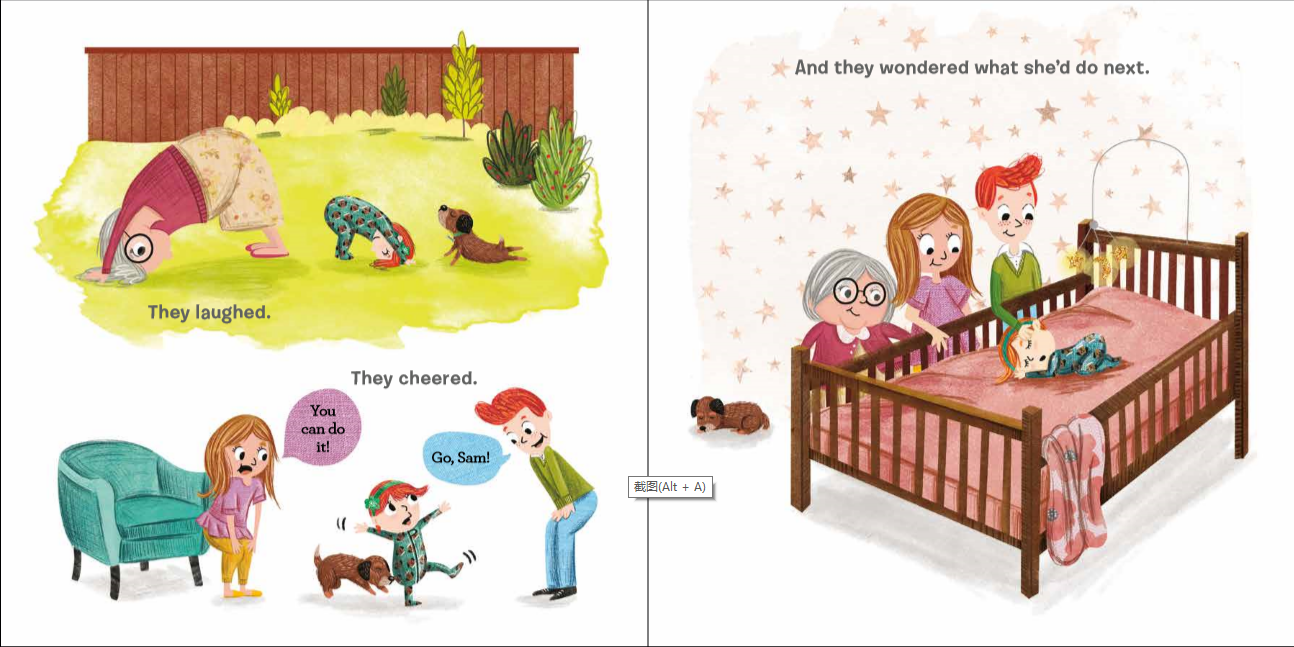 They laughed.
They cheered.
You
can do
it!
Go, Sam!
And they wondered what she’d do next.
截图(Alt + A)